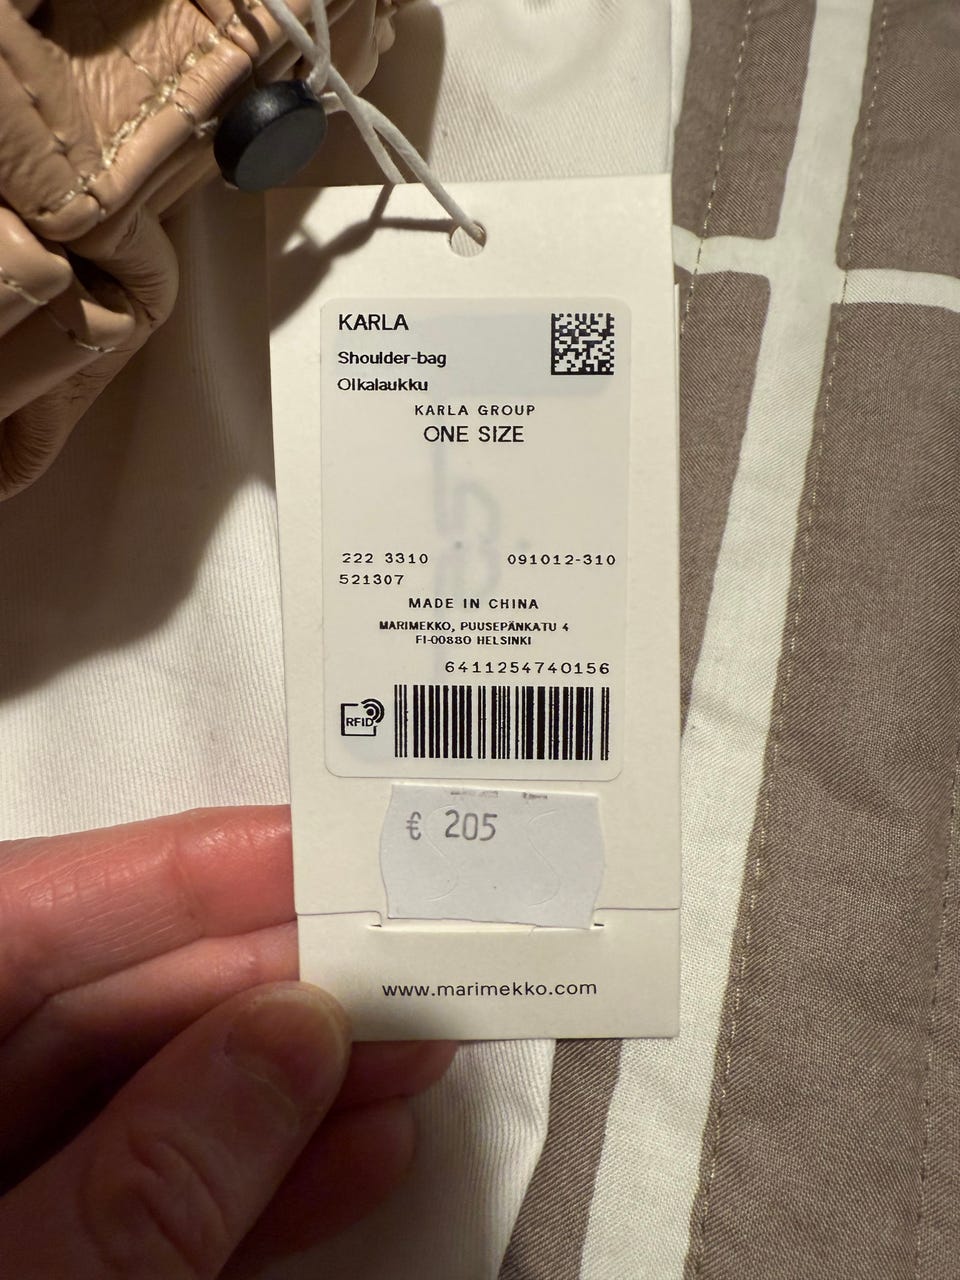 KARLA
Shoulder-bag
Olkalaukku
KARLA GROUP
ONE SIZE
222 3310 091012-310
521307
MADE IN CHINA
MARIMEKKO, PUUSEPÄNKATU 4
FI-00880 HELSINKI
6411254740156
RFID
€ 205
www.marimekko.com